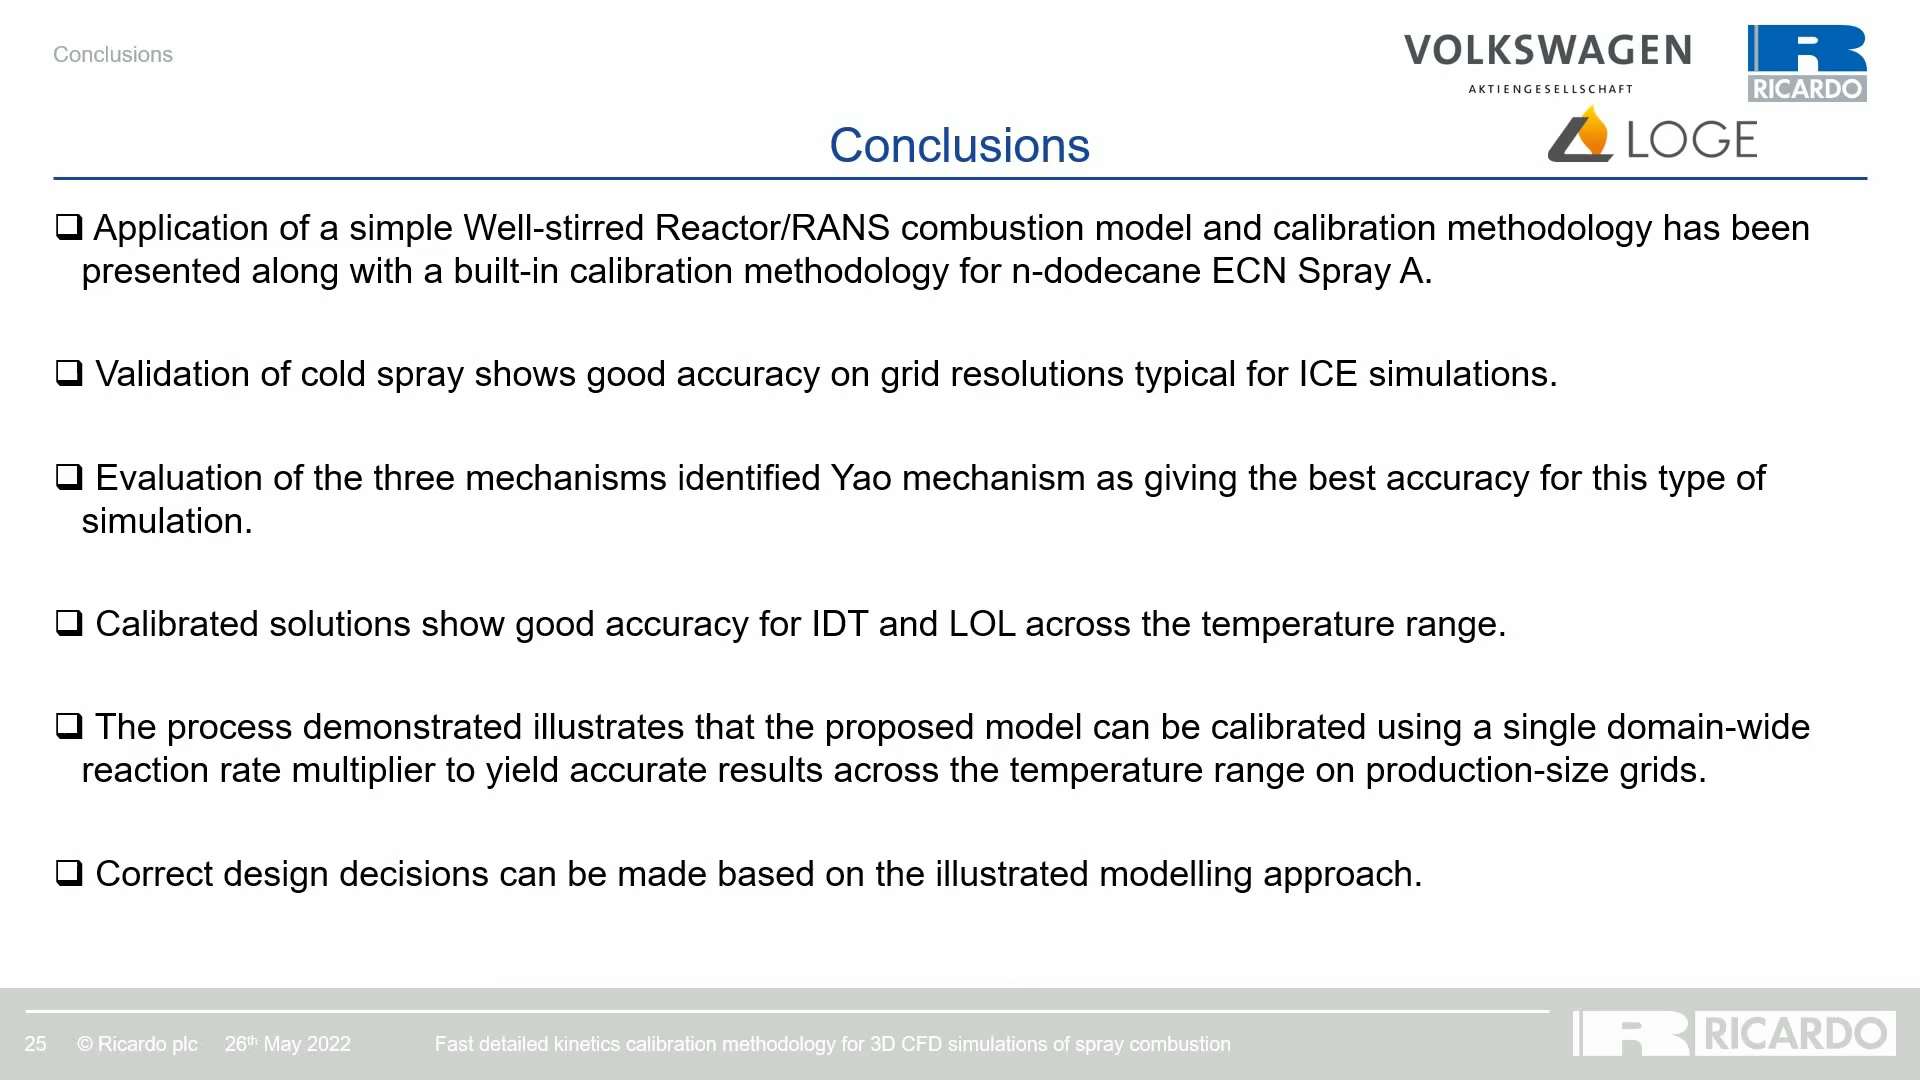 Conclusions
VOLKSWAGEN
AKTIENGESELLSCHAFT
RICARDO
LOGE
Conclusions
Application of a simple Well-stirred Reactor/RANS combustion model and calibration methodology has been
presented along with a built-in calibration methodology for n-dodecane ECN Spray A.
Validation of cold spray shows good accuracy on grid resolutions typical for ICE simulations.
Evaluation of the three mechanisms identified Yao mechanism as giving the best accuracy for this type of
simulation.
Calibrated solutions show good accuracy for IDT and LOL across the temperature range.
The process demonstrated illustrates that the proposed model can be calibrated using a single domain-wide
reaction rate multiplier to yield accurate results across the temperature range on production-size grids.
Correct design decisions can be made based on the illustrated modelling approach.
25 © Ricardo plc 26th May 2022 Fast detailed kinetics calibration methodology for 3D CFD simulations of spray combustion
RICARDO